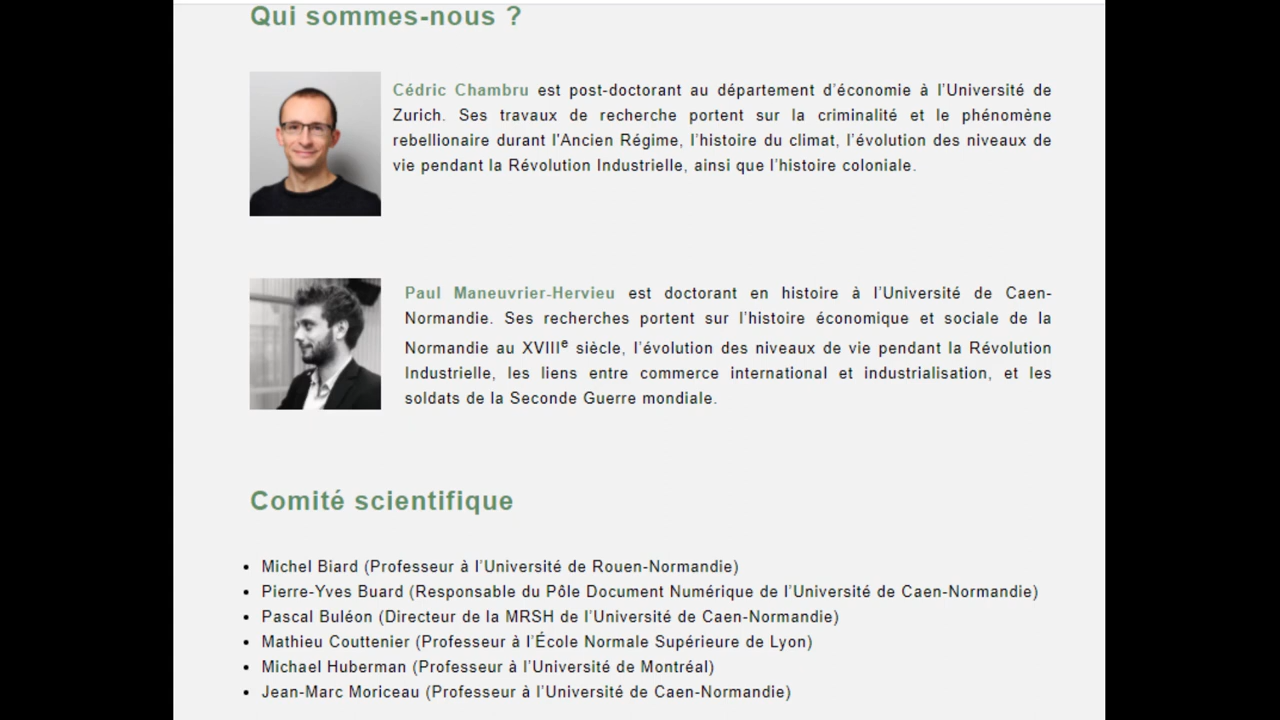 Qui sommes-nous ?
Cédric Chambru est post-doctorant au département d'économie à l'Université de
Zurich. Ses travaux de recherche portent sur la criminalité et le phénomène
rebellionaire durant l'Ancien Régime, l'histoire du climat, l'évolution des niveaux de
vie pendant la Révolution Industrielle, ainsi que l'histoire coloniale.
Paul Maneuvrier-Hervieu est doctorant en histoire à l'Université de Caen-
Normandie. Ses recherches portent sur l'histoire économique et sociale de la
Normandie au XVIIIe siècle, l'évolution des niveaux de vie pendant la Révolution
Industrielle, les liens entre commerce international et industrialisation, et les
soldats de la Seconde Guerre mondiale.
Comité scientifique
• Michel Biard (Professeur à l'Université de Rouen-Normandie)
• Pierre-Yves Buard (Responsable du Pôle Document Numérique de l'Université de Caen-Normandie)
• Pascal Buléon (Directeur de la MRSH de l'Université de Caen-Normandie)
• Mathieu Couttenier (Professeur à l'École Normale Supérieure de Lyon)
• Michael Huberman (Professeur à l'Université de Montréal)
• Jean-Marc Moriceau (Professeur à l'Université de Caen-Normandie)